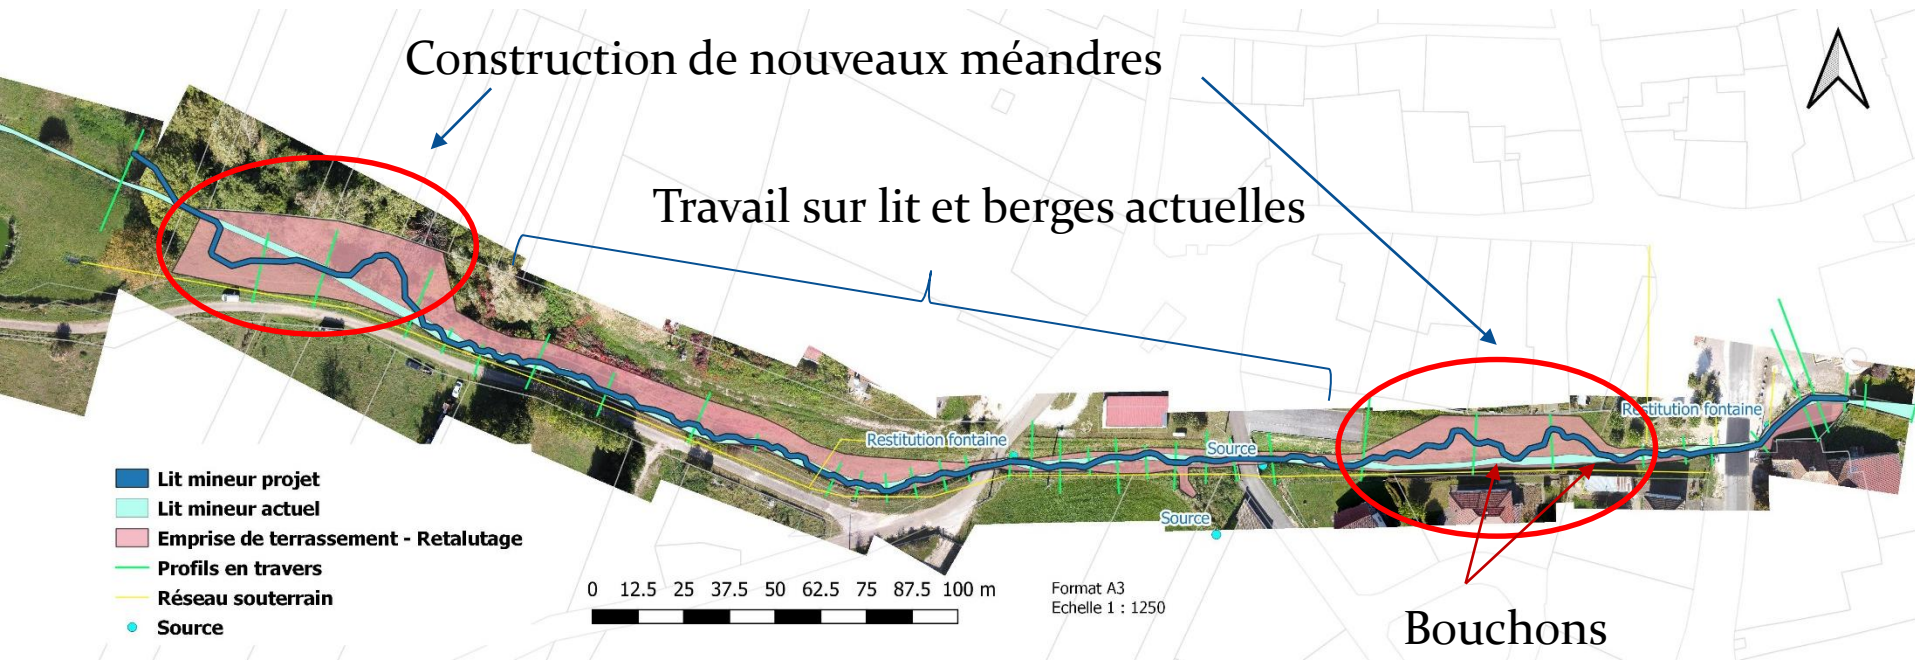 Construction de nouveaux méandres
Travail sur lit et berges actuelles
Restitution fontaine
Restitution fontaine
Source
Source
Lit mineur projet
Lit mineur actuel
Emprise de terrassement - Retalutage
Profils en travers
Réseau souterrain
Source
0 12.5 25 37.5 50 62.5 75 87.5 100 m
Format A3
Echelle 1 : 1250
Bouchons